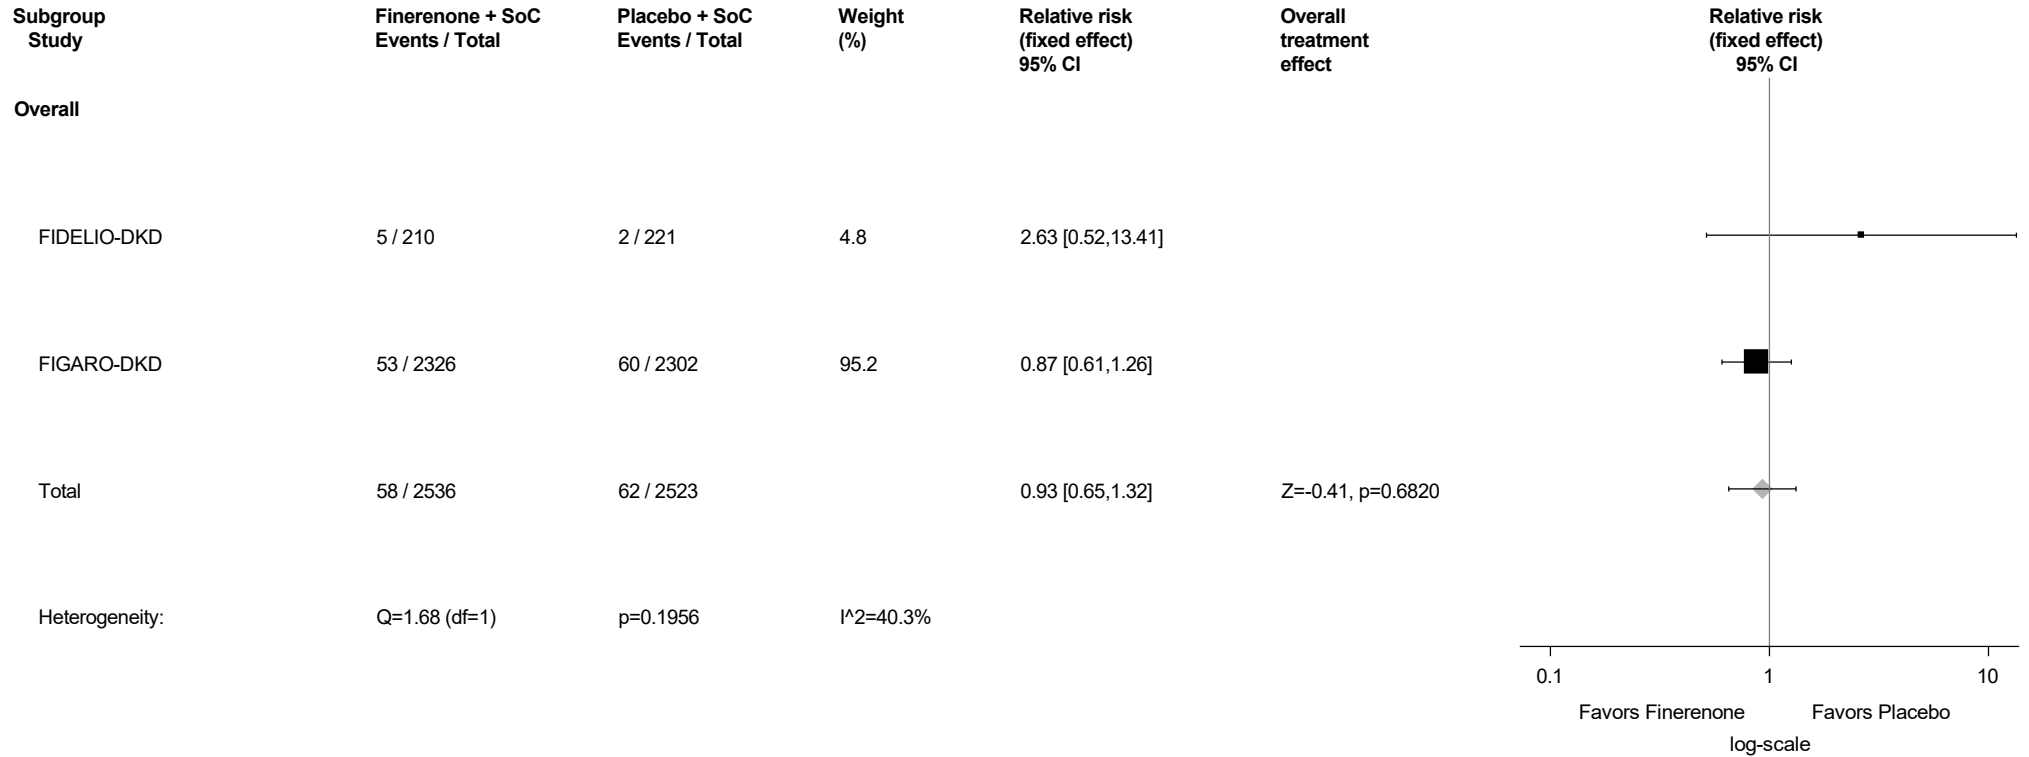 Subgroup Finerenone + SoC Placebo + SoC Weight Relative risk Overall Relative risk
Study Events / Total Events / Total (%) (fixed effect) treatment (fixed effect)
95% CI effect 95% CI
Overall
FIDELIO-DKD 5 / 210 2 / 221 4.8 2.63 [0.52,13.41]
FIGARO-DKD 53 / 2326 60 / 2302 95.2 0.87 [0.61,1.26]
Total 58 / 2536 62 / 2523 0.93 [0.65,1.32] Z=-0.41, p=0.6820
Heterogeneity: Q=1.68 (df=1) p=0.1956 I^2=40.3%
0.1 1 10
Favors Finerenone Favors Placebo
log-scale